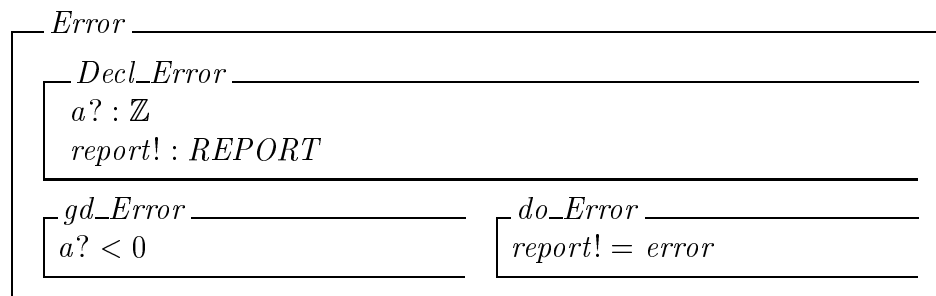 Error
Decl_Error
a? : ℤ
report! : REPORT
gd_Error
a? < 0
do_Error
report! = error